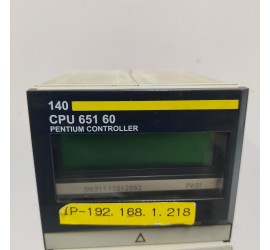 140
CPU 651 60
PENTIUM CONTROLLER
IP-192.168.1.218